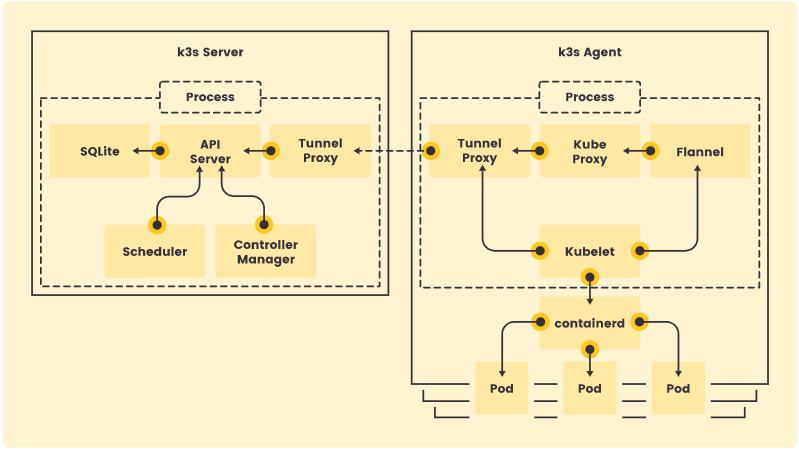 k3s Server
Process
SQLite
API
Server
Tunnel
Proxy
Scheduler
Controller
Manager
k3s Agent
Process
Tunnel
Proxy
Kube
Proxy
Flannel
Kubelet
containerd
Pod
Pod
Pod